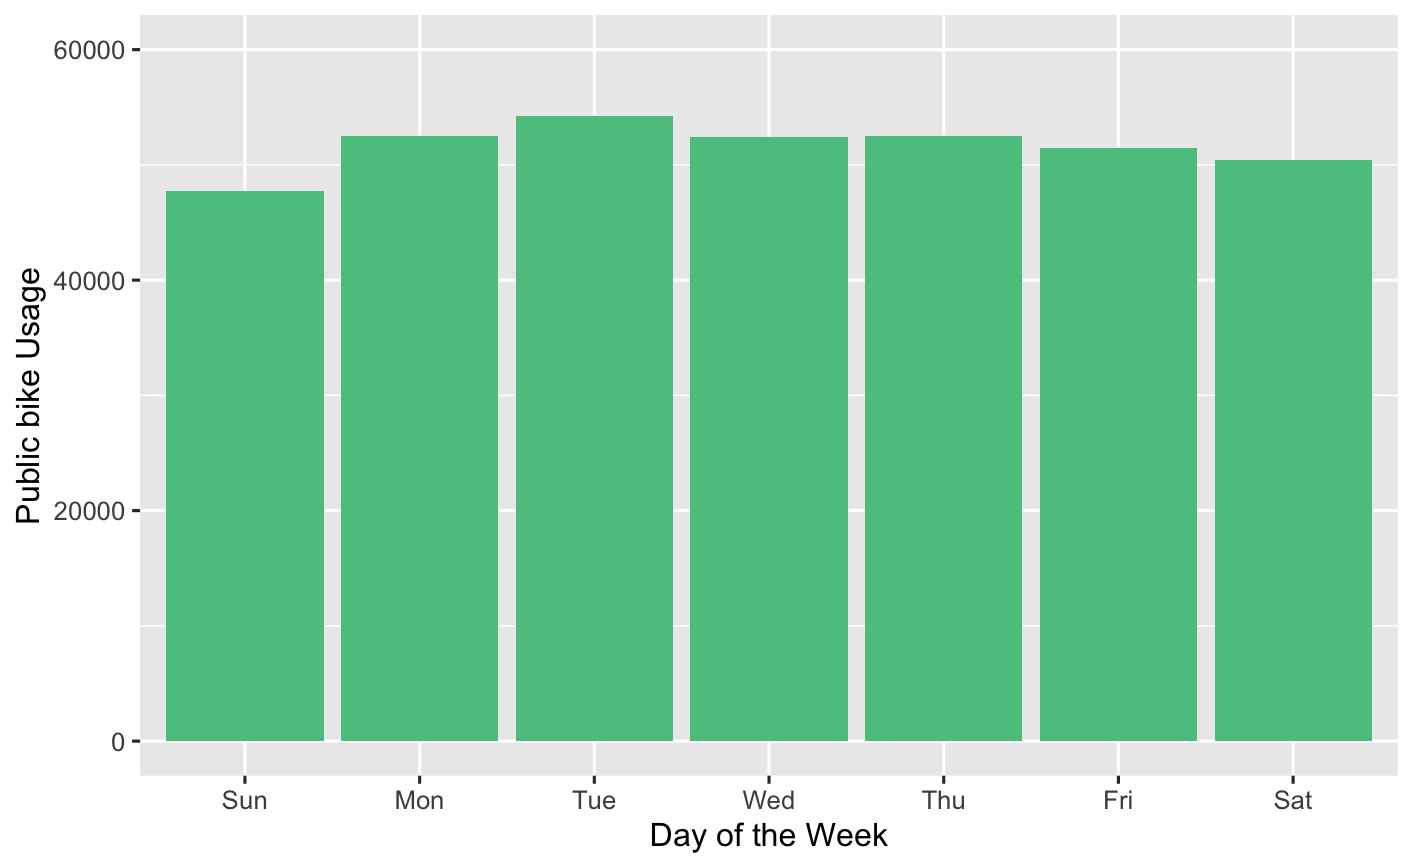 60000
40000
20000
0
Public bike Usage
Sun Mon Tue Wed Thu Fri Sat
Day of the Week